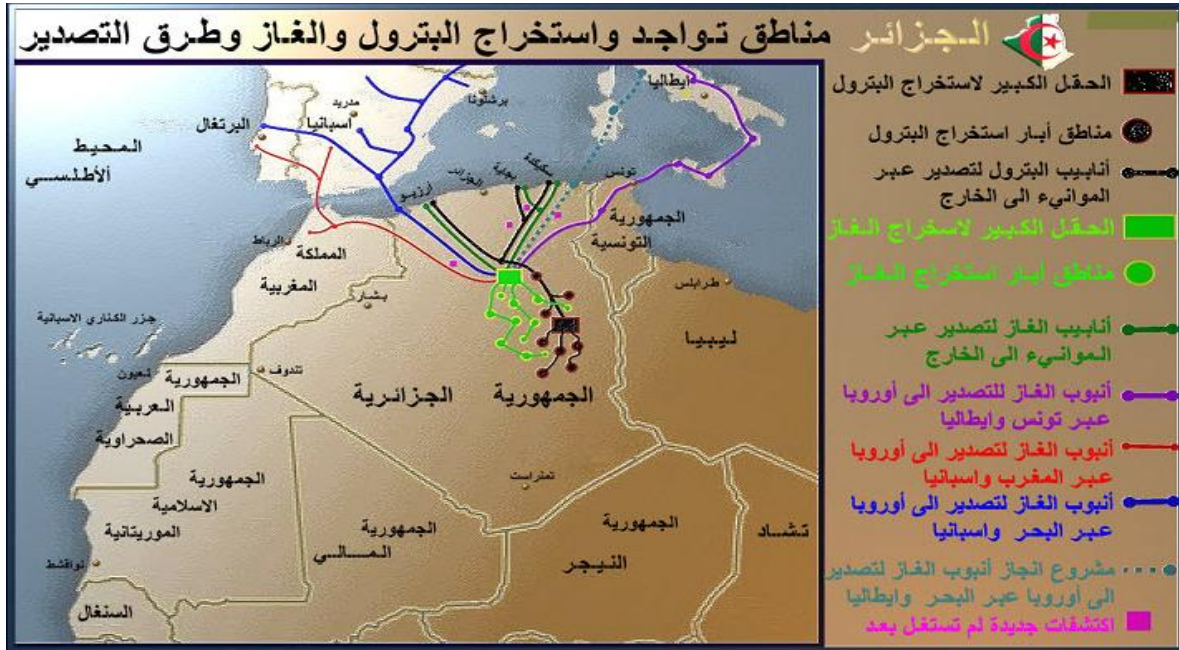 الجزائر مناطق تواجد واستخراج البترول والغاز وطرق التصدير
الحقل الكبير لاستخراج البترول
مناطق أبار استخراج البترول
أنابيب البترول لتصدير عبر
الموانيء الى الخارج
الحقل الكبير لاسخراج الغاز
مناطق أبار استخراج الغاز
أنابيب الغاز لتصدير عبر
الموانيء الى الخارج
أنبوب الغاز للتصدير الى أوروبا
عبر تونس وايطاليا
أنبوب الغاز لتصدير الى أوروبا
عبر المغرب واسبانيا
أنبوب الغاز لتصدير الى أوروبا
عبر البحر واسبانيا
مشروع انجاز أنبوب الغاز لتصدير
الى أوروبا عبر البحر وايطاليا
اكتشفات جديدة لم تستغل بعد
ايطاليا
برشلونا
مدريد
اسبانيا
البرتغال
المحيط
الأطلسي
سكيكدة
بجاية
الجزائر
أرزيو
تونس
الجمهورية
التونسية
الرباط
المملكة
المغربية
بشار
طرابلس
ليبيا
جزر الكناري الاسبانية
لعيون
تندوف
الجمهورية
العربية
الصحراوية
الجمهورية
الجزائرية
تمنراست
الجمهورية
الاسلامية
الموريتانية
نواقشط
السنغال
الجمهورية
المالي
الجمهورية
النيجر
تشاد